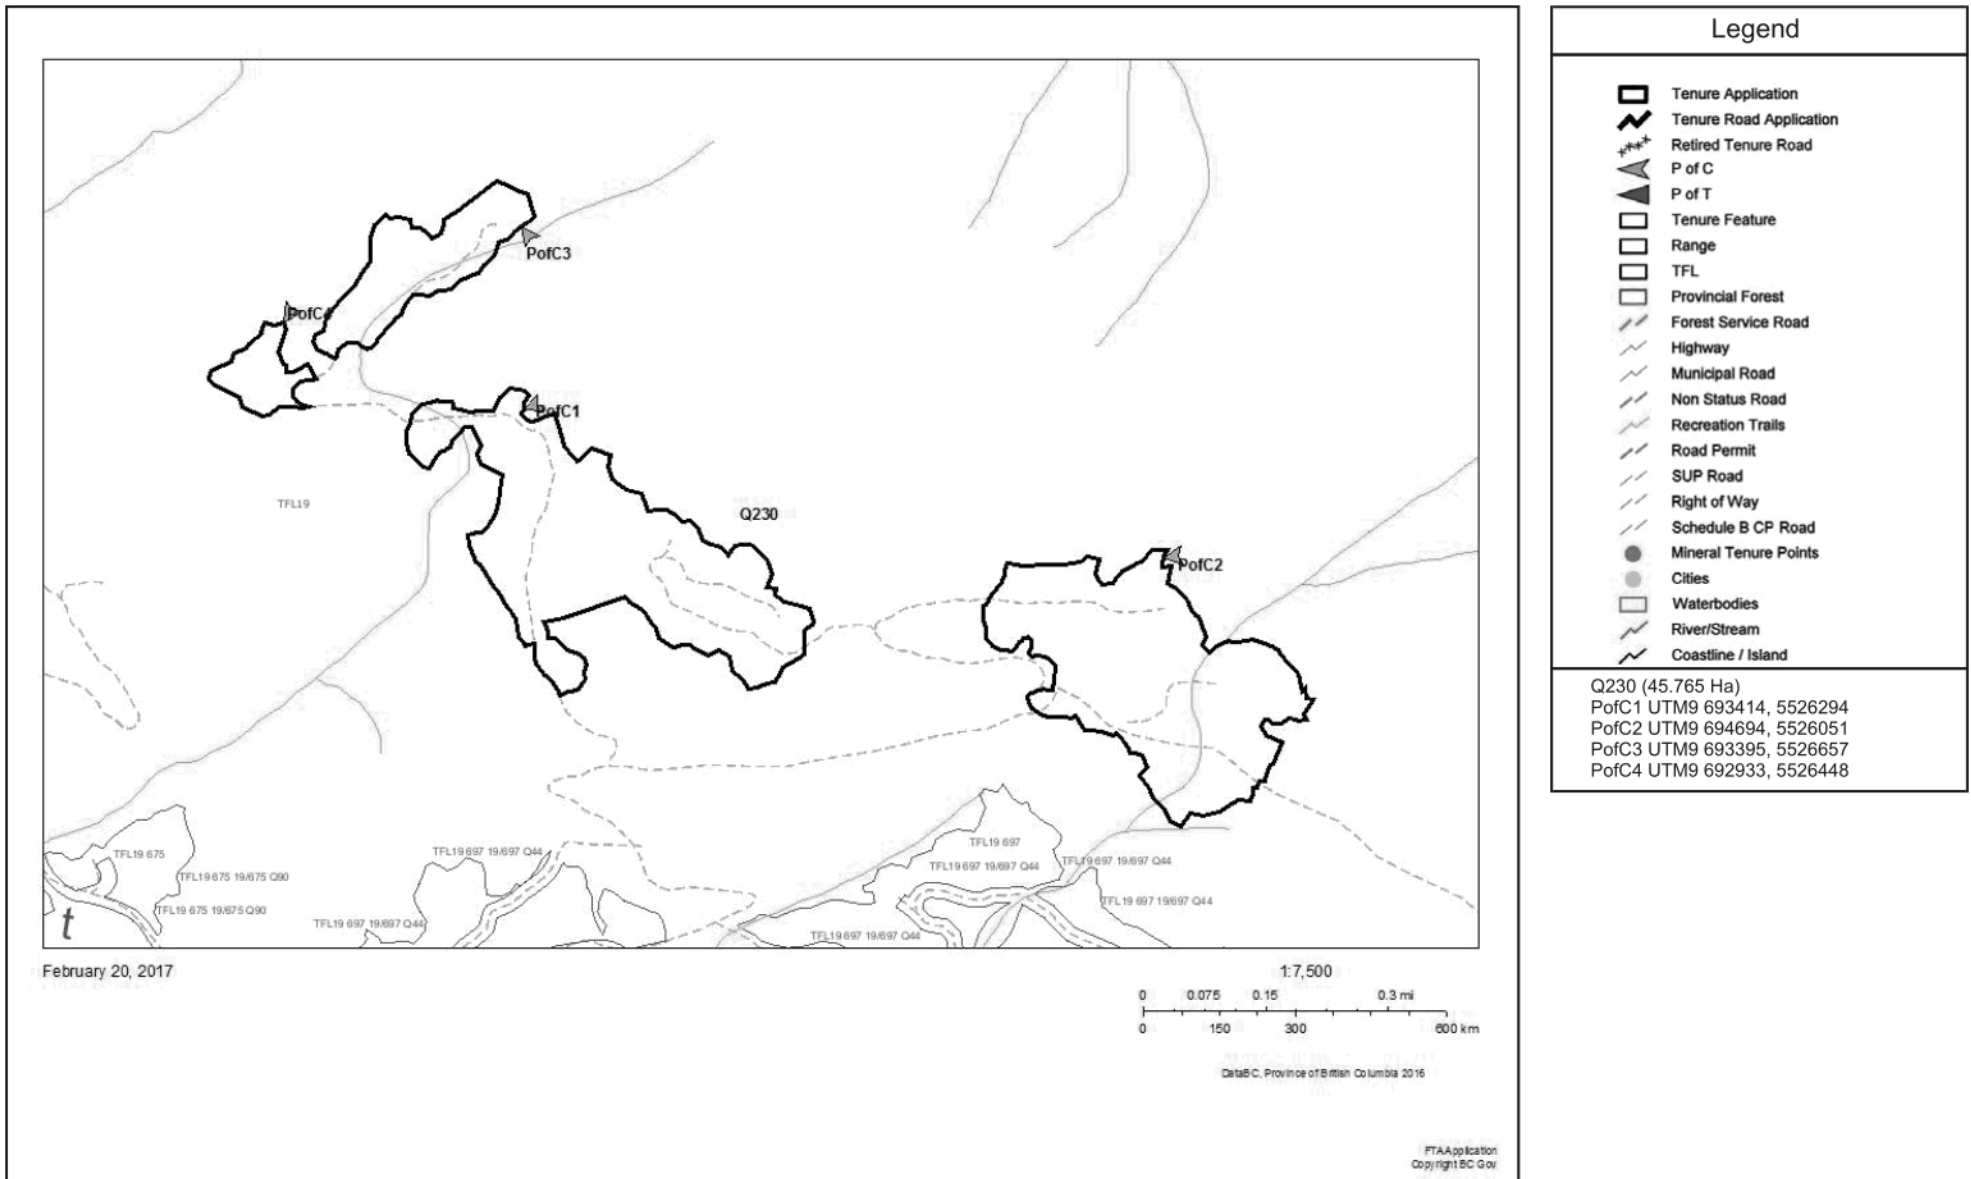 Legend
Tenure Application
Tenure Road Application
Retired Tenure Road
P of C
P of T
Tenure Feature
Range
TFL
Provincial Forest
Forest Service Road
Highway
Municipal Road
Non Status Road
Recreation Trails
Road Permit
SUP Road
Right of Way
Schedule B CP Road
Mineral Tenure Points
Cities
Waterbodies
River/Stream
Coastline / Island
Q230 (45.765 Ha)
PofC1 UTM9 693414, 5526294
PofC2 UTM9 694694, 5526051
PofC3 UTM9 693395, 5526657
PofC4 UTM9 692933, 5526448
PofC3
PofC4
PofC1
TFL19
Q230
PofC2
TFL19 675
TFL19 675 19/675 Q90
TFL19 675 19/675 Q90
TFL19 697 19/697 Q44
TFL19 697 19/697 Q44
TFL19 697
TFL19 697 19/697 Q44
TFL19 697 19/697 Q44
TFL19 697 19/697 Q44
TFL19 697 19/697 Q44
t
February 20, 2017
1:7,500
0 0.075 0.15 0.3 mi
0 150 300 600 km
DataBC, Province of British Columbia 2016
FTA Application
Copyright BC Gov